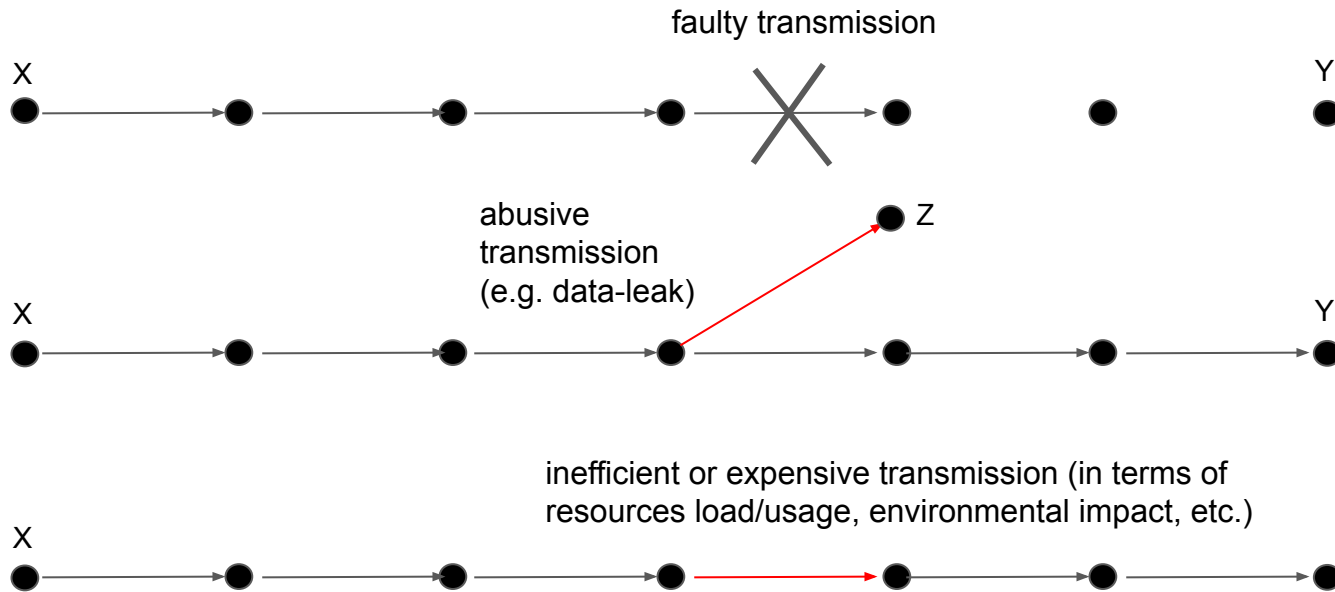 faulty transmission
X
Y
abusive
transmission
(e.g. data-leak)
Z
X
Y
inefficient or expensive transmission (in terms of
resources load/usage, environmental impact, etc.)
X